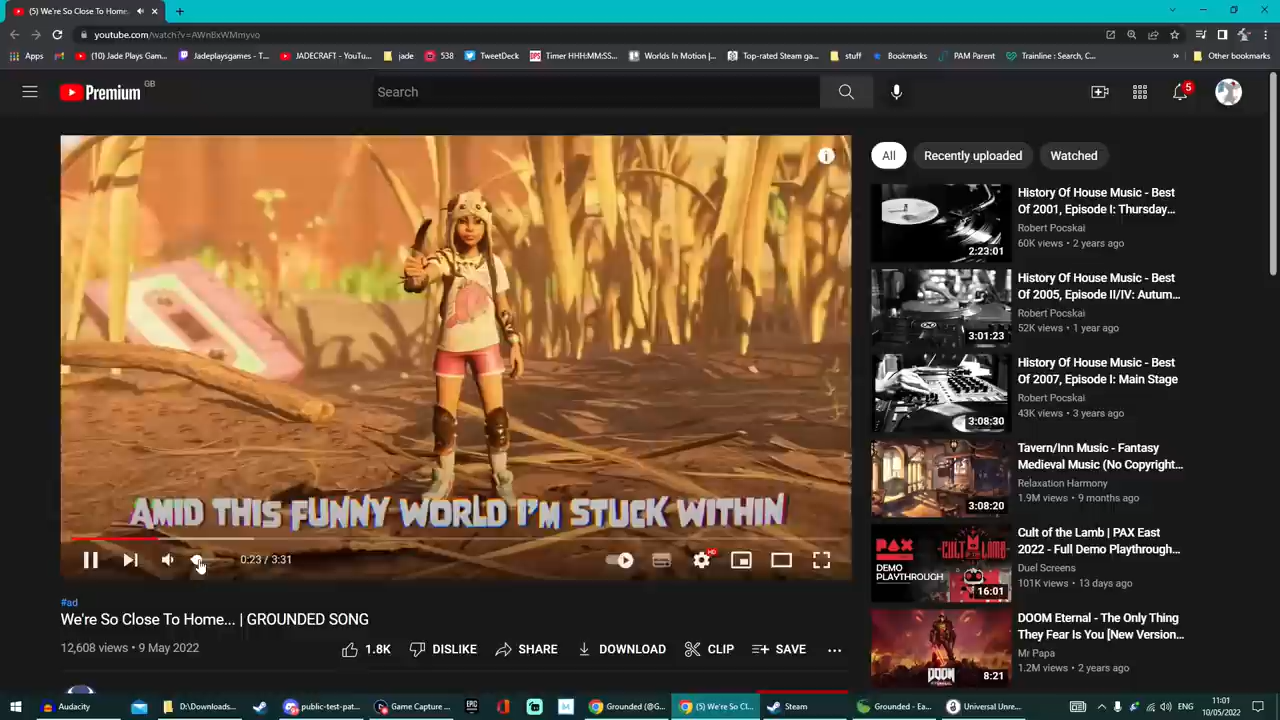 (5) We're So Close To Home...
youtube.com/watch?v=AWnBxWMmyvo
Apps
(10) Jade Plays Gam...
Jadeplaysgames - T...
JADECRAFT - YouTu...
jade
538
TweetDeck
Timer HHH:MM:SS...
Worlds In Motion |...
Top-rated Steam ga...
stuff
Bookmarks
PAM Parent
Trainline : Search, C...
»
Other bookmarks
Premium GB
Search
5
All
Recently uploaded
Watched
AMID THIS FUNNY WORLD I'M STUCK WITHIN
0:23 / 3:31
HD
#ad
We're So Close To Home... | GROUNDED SONG
12,608 views • 9 May 2022
1.8K
DISLIKE
SHARE
DOWNLOAD
CLIP
SAVE
2:23:01
History Of House Music - Best
Of 2001, Episode I: Thursday...
Robert Pocskai
60K views • 2 years ago
3:01:23
History Of House Music - Best
Of 2005, Episode II/IV: Autum...
Robert Pocskai
52K views • 1 year ago
3:08:30
History Of House Music - Best
Of 2007, Episode I: Main Stage
Robert Pocskai
43K views • 3 years ago
3:08:20
Tavern/Inn Music - Fantasy
Medieval Music (No Copyright...
Relaxation Harmony
1.9M views • 9 months ago
PAX
EAST
DEMO
PLAYTHROUGH
CULT OF THE LAMB
16:01
Cult of the Lamb | PAX East
2022 - Full Demo Playthrough...
Duel Screens
101K views • 13 days ago
DOOM
8:21
DOOM Eternal - The Only Thing
They Fear Is You [New Version...
Mr Papa
1.2M views • 2 years ago
Audacity
D:\Downloads...
public-test-pat...
Game Capture ...
EPIC
Grounded (@G...
(5) We're So Cl...
Steam
Grounded - Ea...
Universal Unre...
ENG
11:01
10/05/2022